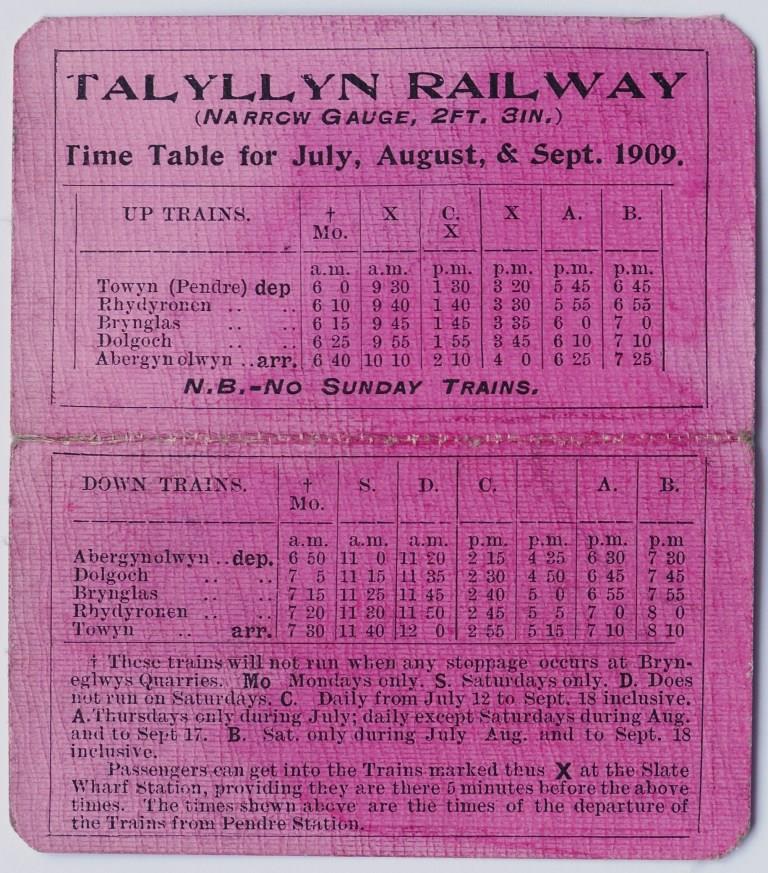 TALYLLYN RAILWAY
(NARROW GAUGE, 2FT. 3IN.)
Time Table for July, August, & Sept. 1909.
UP TRAINS. † Mo. X C. X X A. B.
a.m. a.m. p.m. p.m. p.m. p.m.
Towyn (Pendre) dep 6 0 9 30 1 30 3 20 5 45 6 45
Rhydyronen .. .. 6 10 9 40 1 40 3 30 5 55 6 55
Brynglas .. .. 6 15 9 45 1 45 3 35 6 0 7 0
Dolgoch .. .. 6 25 9 55 1 55 3 45 6 10 7 10
Abergynolwyn ..arr. 6 40 10 10 2 10 4 0 6 25 7 25
N.B.-NO SUNDAY TRAINS.
DOWN TRAINS. † Mo. S. D. C. A. B.
a.m. a.m. a.m. p.m. p.m. p.m. p.m
Abergynolwyn ..dep. 6 50 11 0 11 20 2 15 4 35 6 30 7 30
Dolgoch .. .. 7 5 11 15 11 35 2 30 4 50 6 45 7 45
Brynglas .. .. 7 15 11 25 11 45 2 40 5 0 6 55 7 55
Rhydyronen .. .. 7 20 11 30 11 50 2 45 5 5 7 0 8 0
Towyn .. arr. 7 30 11 40 12 0 2 55 5 15 7 10 8 10
† These trains will not run when any stoppage occurs at Bryn-
eglwys Quarries. Mo Mondays only. S. Saturdays only. D. Does
not run on Saturdays. C. Daily from July 12 to Sept. 18 inclusive.
A. Thursdays only during July; daily except Saturdays during Aug.
and to Sept 17. B. Sat. only during July Aug. and to Sept. 18
inclusive.
Passengers can get into the Trains marked thus X at the Slate
Wharf Station, providing they are there 5 minutes before the above
times. The times shewn above are the times of the departure of
the Trains from Pendre Station.